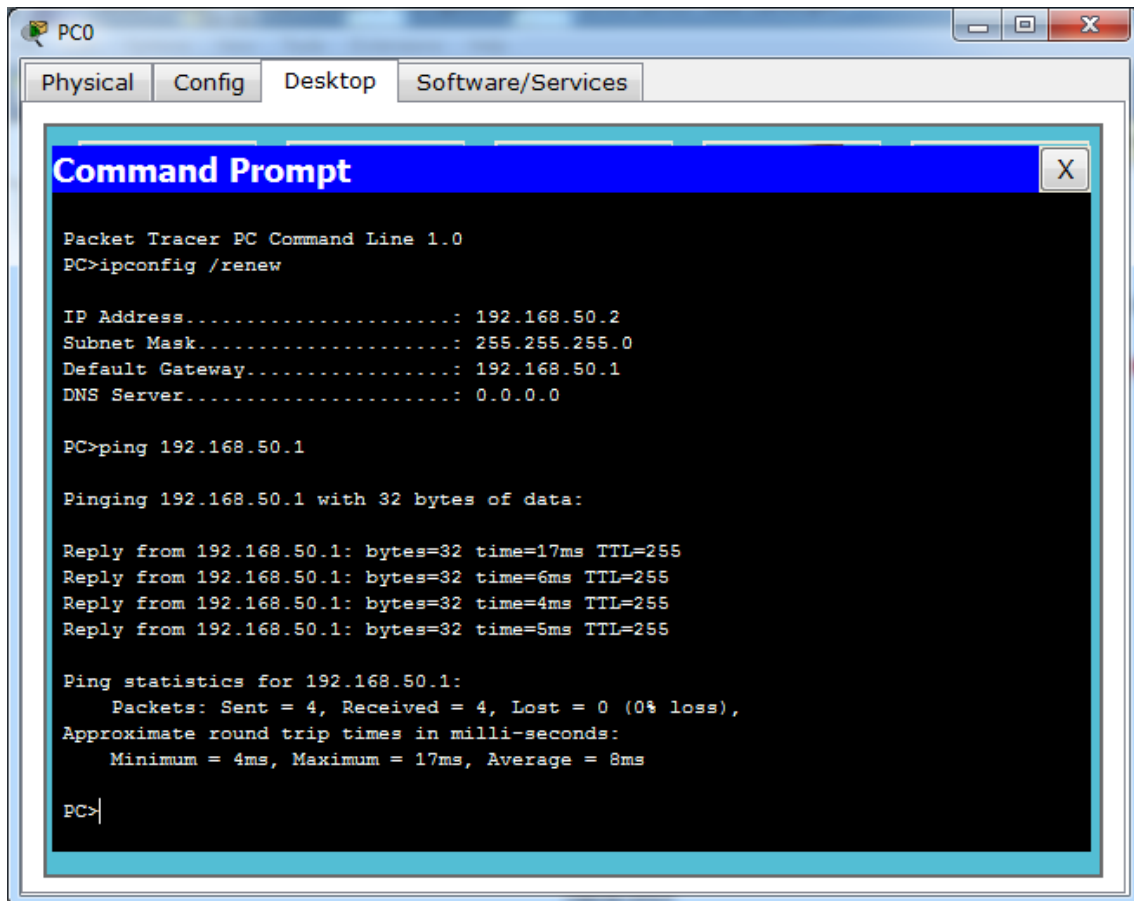 PC0
Physical Config Desktop Software/Services
Command Prompt X
Packet Tracer PC Command Line 1.0
PC>ipconfig /renew
IP Address......................: 192.168.50.2
Subnet Mask.....................: 255.255.255.0
Default Gateway.................: 192.168.50.1
DNS Server......................: 0.0.0.0
PC>ping 192.168.50.1
Pinging 192.168.50.1 with 32 bytes of data:
Reply from 192.168.50.1: bytes=32 time=17ms TTL=255
Reply from 192.168.50.1: bytes=32 time=6ms TTL=255
Reply from 192.168.50.1: bytes=32 time=4ms TTL=255
Reply from 192.168.50.1: bytes=32 time=5ms TTL=255
Ping statistics for 192.168.50.1:
    Packets: Sent = 4, Received = 4, Lost = 0 (0% loss),
Approximate round trip times in milli-seconds:
    Minimum = 4ms, Maximum = 17ms, Average = 8ms
PC>